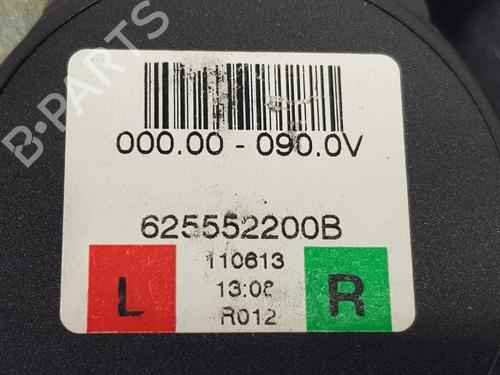 B-PARTS
000.00 - 090.0V
625552200B
110613
13:08
L
R
R012